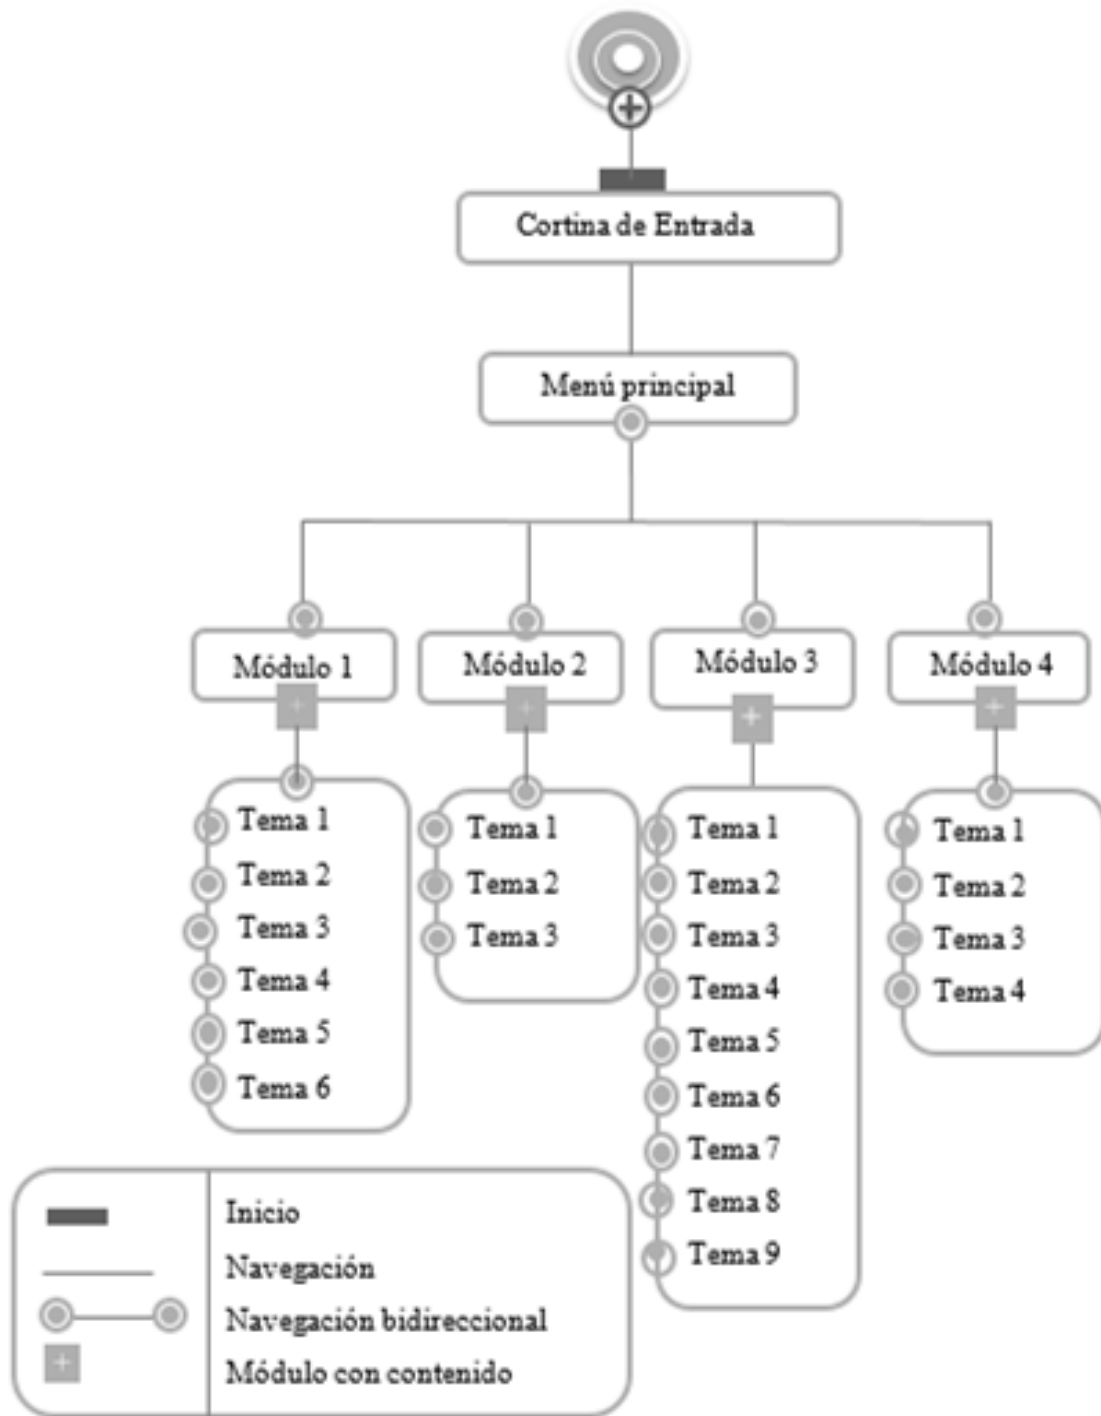 Cortina de Entrada
Menú principal
Módulo 1
Módulo 2
Módulo 3
Módulo 4
Tema 1
Tema 2
Tema 3
Tema 4
Tema 5
Tema 6
Tema 1
Tema 2
Tema 3
Tema 1
Tema 2
Tema 3
Tema 4
Tema 5
Tema 6
Tema 7
Tema 8
Tema 9
Tema 1
Tema 2
Tema 3
Tema 4
Inicio
Navegación
Navegación bidireccional
Módulo con contenido